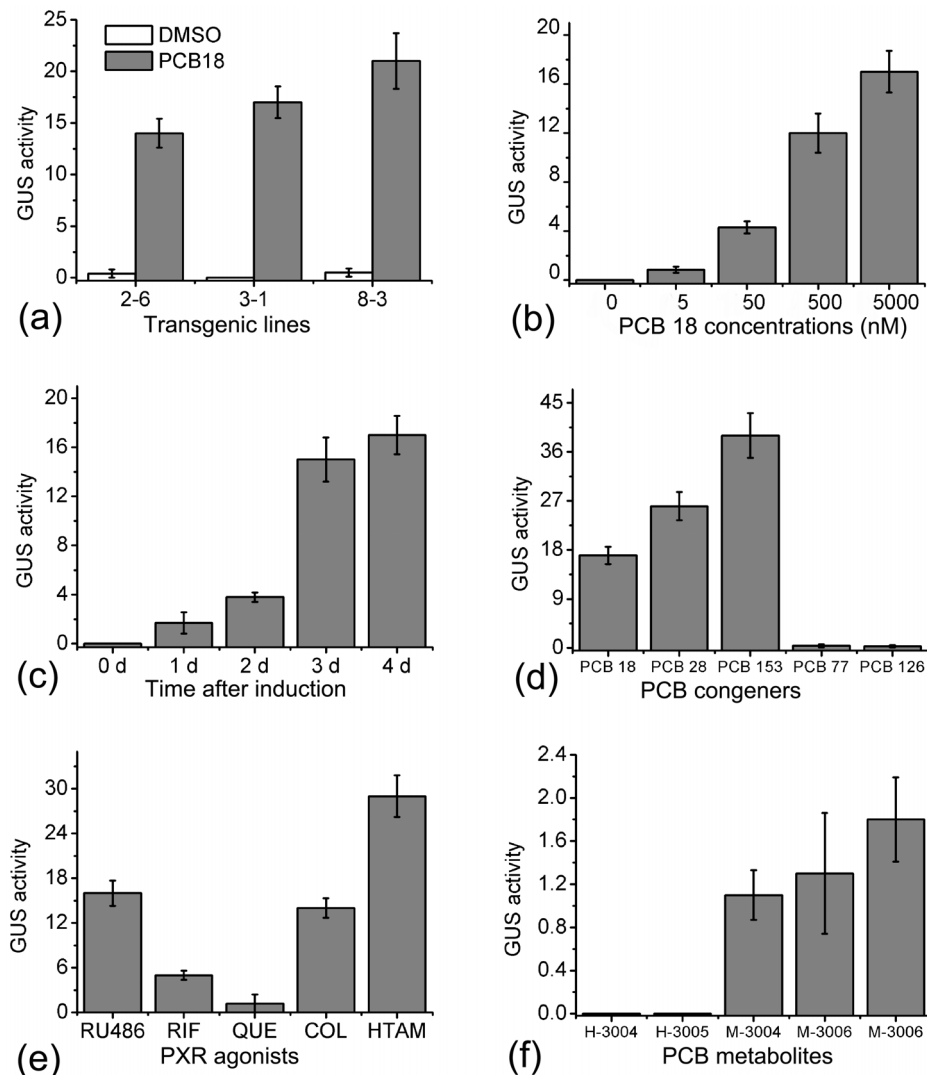 DMSO
PCB18
25
20
15
10
5
0
GUS activity
2-6 3-1 8-3
(a) Transgenic lines
20
16
12
8
4
0
GUS activity
0 5 50 500 5000
(b) PCB 18 concentrations (nM)
20
16
12
8
4
0
GUS activity
0 d 1 d 2 d 3 d 4 d
(c) Time after induction
45
36
27
18
9
0
GUS activity
PCB 18 PCB 28 PCB 153 PCB 77 PCB 126
(d) PCB congeners
30
24
18
12
6
0
GUS activity
RU486 RIF QUE COL HTAM
(e) PXR agonists
2.4
2.0
1.6
1.2
0.8
0.4
0.0
GUS activity
H-3004 H-3005 M-3004 M-3006 M-3006
(f) PCB metabolites